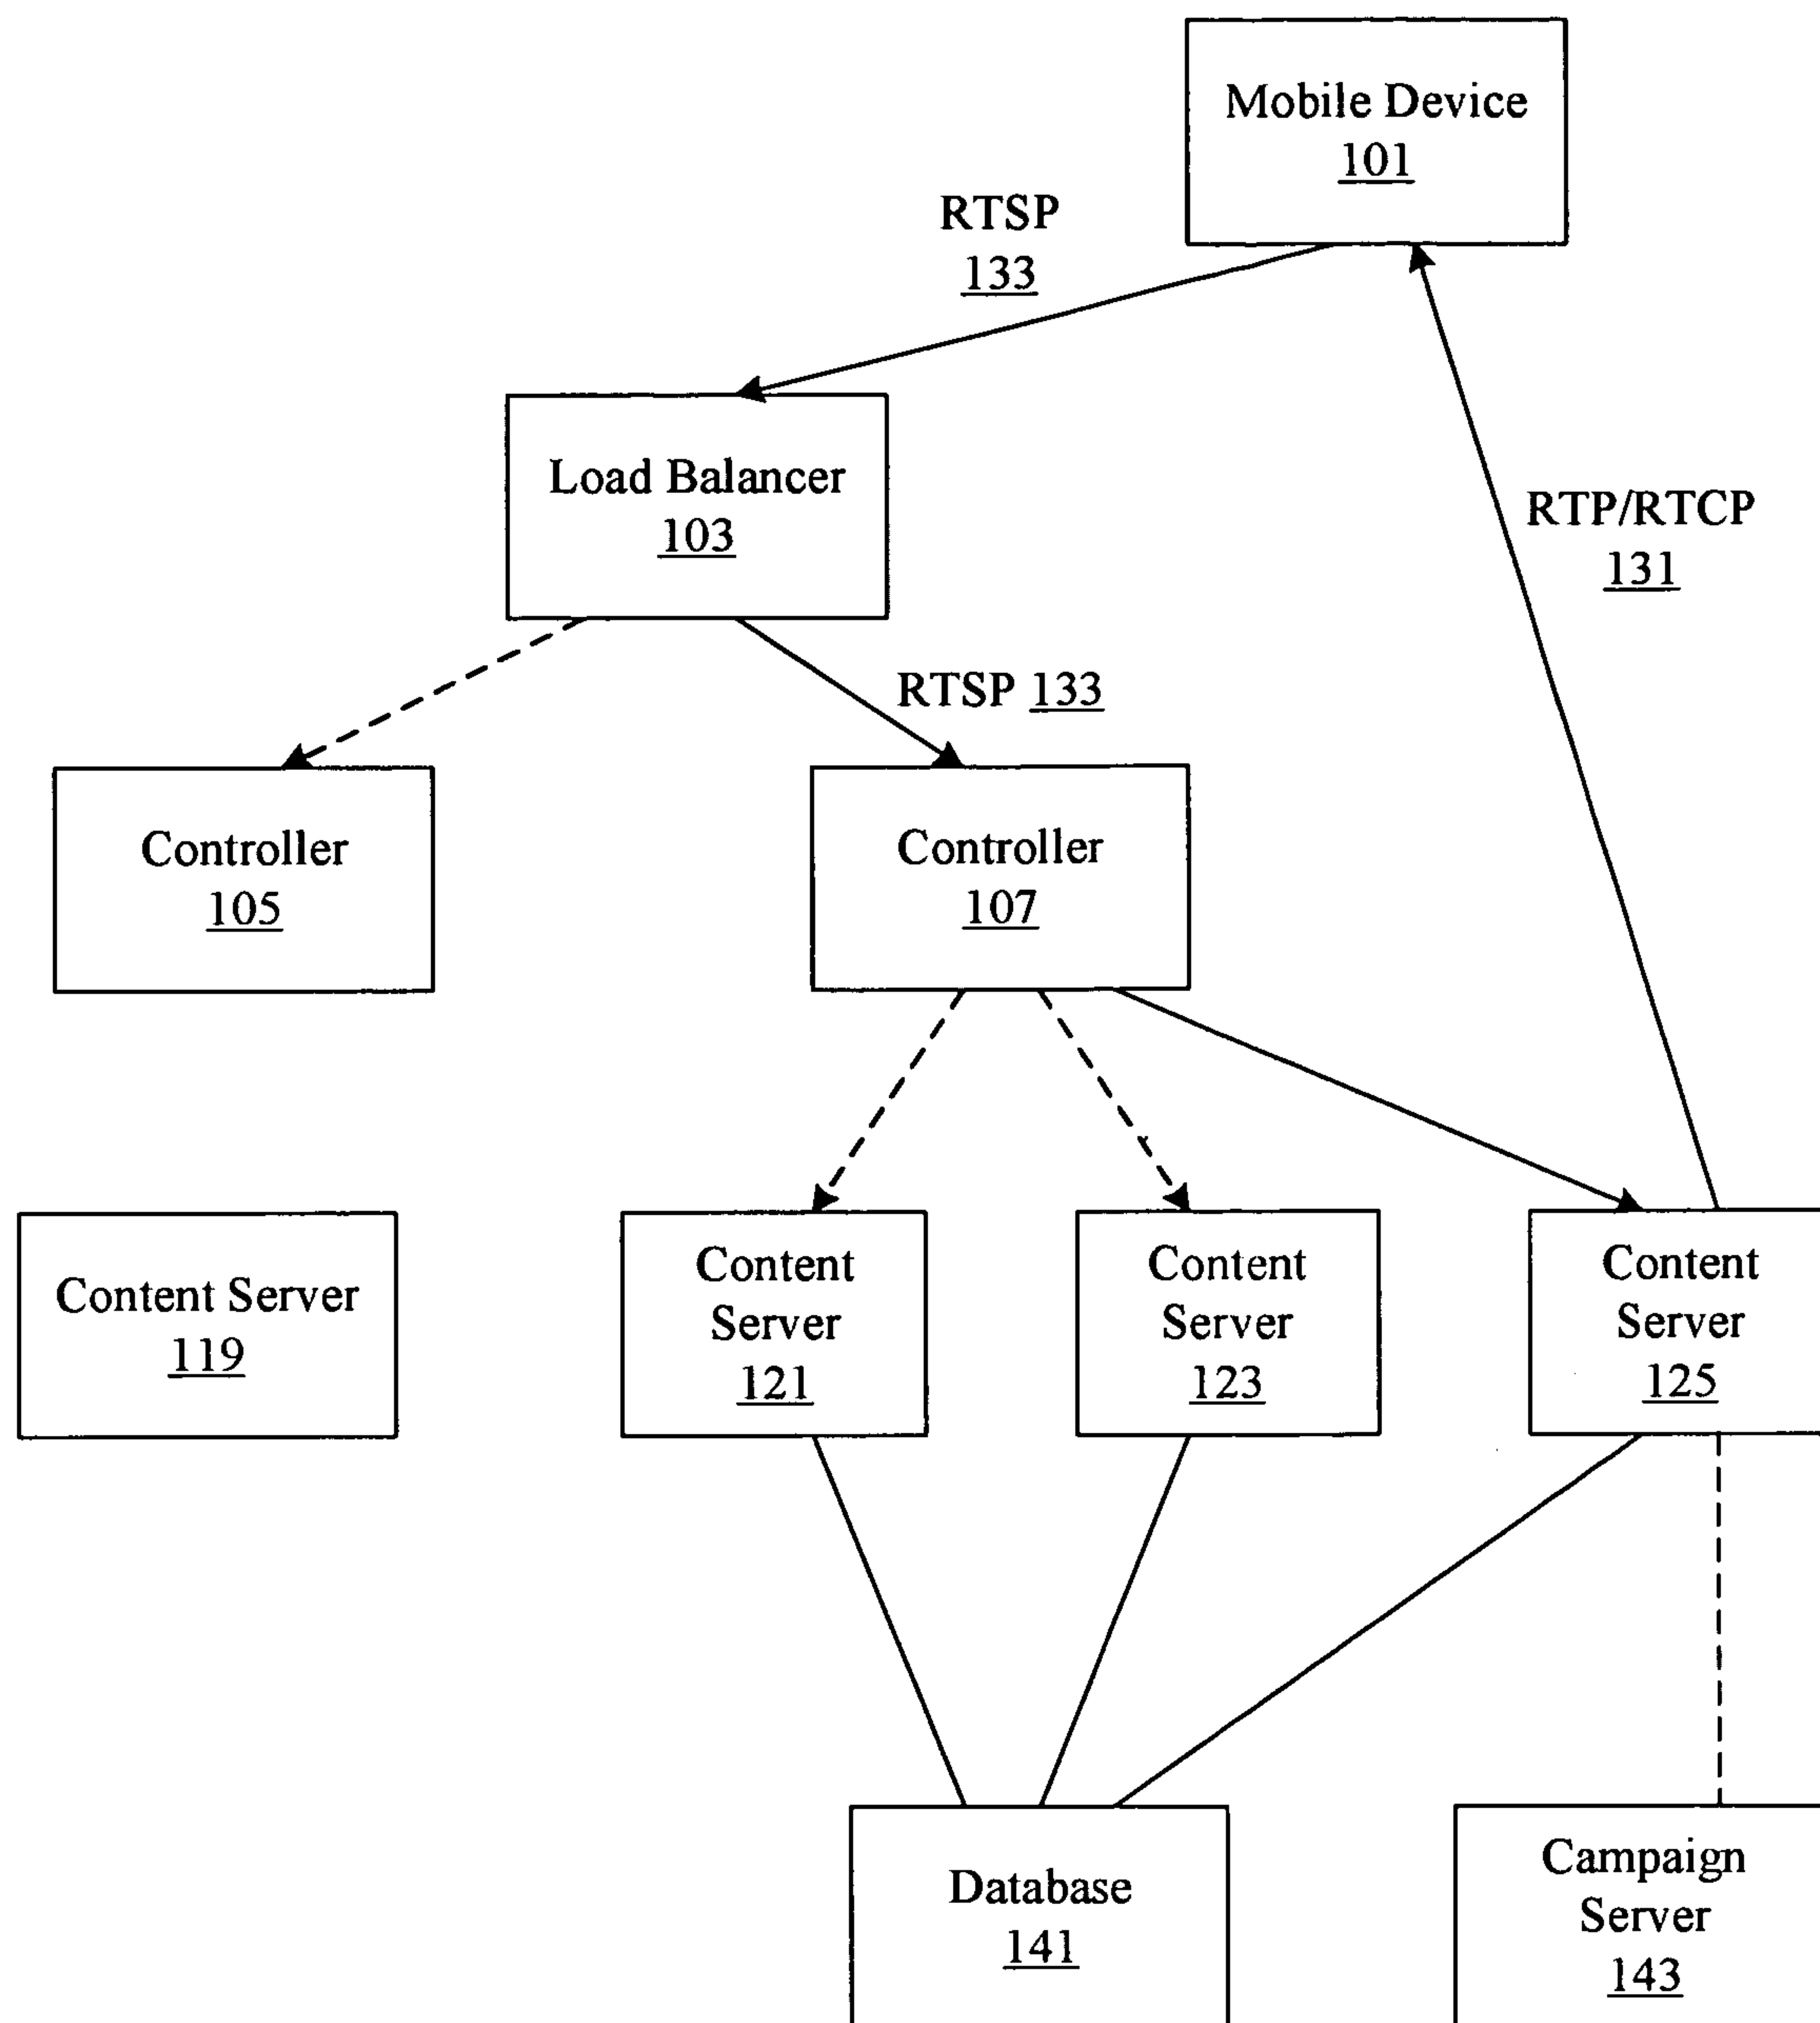 Mobile Device
101
RTSP
133
Load Balancer
103
RTP/RTCP
131
RTSP 133
Controller
105
Controller
107
Content Server
119
Content
Server
121
Content
Server
123
Content
Server
125
Database
141
Campaign
Server
143